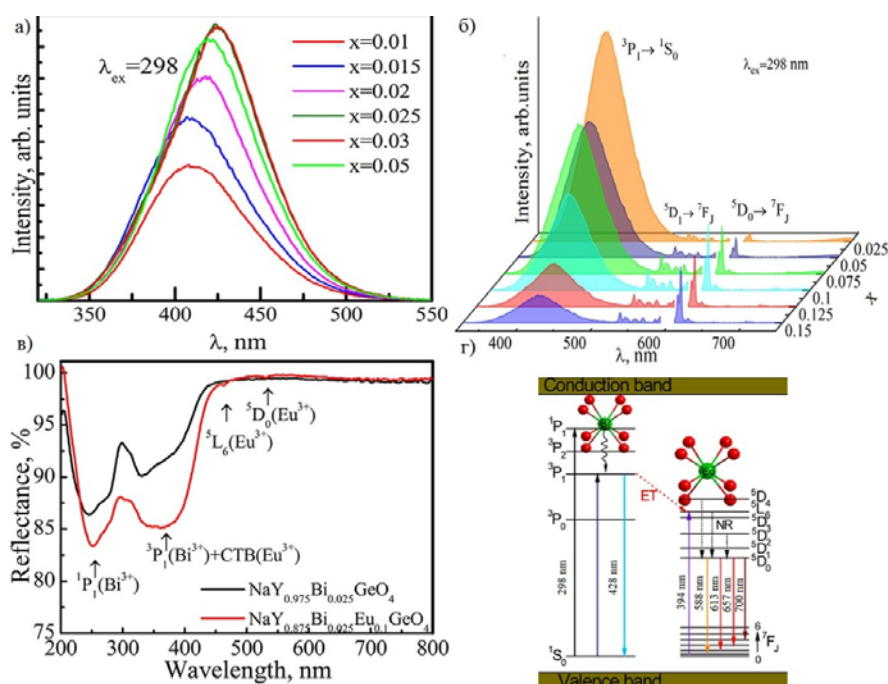 а)
λex=298
x=0.01
x=0.015
x=0.02
x=0.025
x=0.03
x=0.05
Intensity, arb. units
350 400 450 500 550
λ, nm
б)
³P₁→¹S₀
λex=298 nm
Intensity, arb.units
⁵D₁→⁷FJ
⁵D₀→⁷FJ
0.025
0.05
0.075
0.1
0.125
0.15
x
400 500 600 700
λ, nm
в)
100
95
90
85
80
75
Reflectance, %
⁵D₀(Eu³⁺)
⁵L₆(Eu³⁺)
³P₁(Bi³⁺)+CTB(Eu³⁺)
¹P₁(Bi³⁺)
NaY₀.₉₇₅Bi₀.₀₂₅GeO₄
NaY₀.₈₇₅Bi₀.₀₂₅Eu₀.₁GeO₄
200 300 400 500 600 700 800
Wavelength, nm
г)
Conduction band
¹P₁
³P₂
³P₁
³P₀
¹S₀
298 nm
428 nm
ET
NR
⁵D₄
⁵L₆
⁵D₃
⁵D₂
⁵D₁
⁵D₀
394 nm
588 nm
613 nm
657 nm
700 nm
6
⁷FJ
0
Valence band